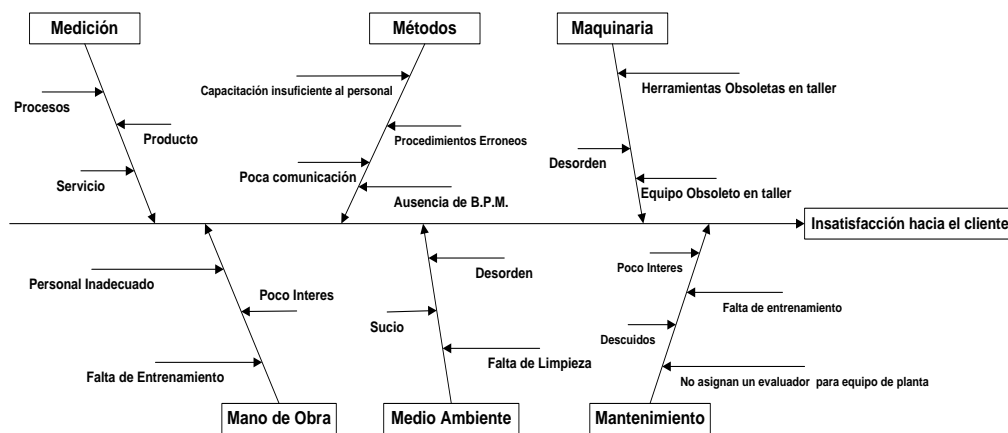 Medición
Métodos
Maquinaria
Capacitación insuficiente al personal
Herramientas Obsoletas en taller
Procesos
Producto
Procedimientos Erroneos
Desorden
Servicio
Poca comunicación
Equipo Obsoleto en taller
Ausencia de B.P.M.
Insatisfacción hacia el cliente
Personal Inadecuado
Desorden
Poco Interes
Poco Interes
Falta de entrenamiento
Sucio
Descuidos
Falta de Entrenamiento
Falta de Limpieza
No asignan un evaluador para equipo de planta
Mano de Obra
Medio Ambiente
Mantenimiento